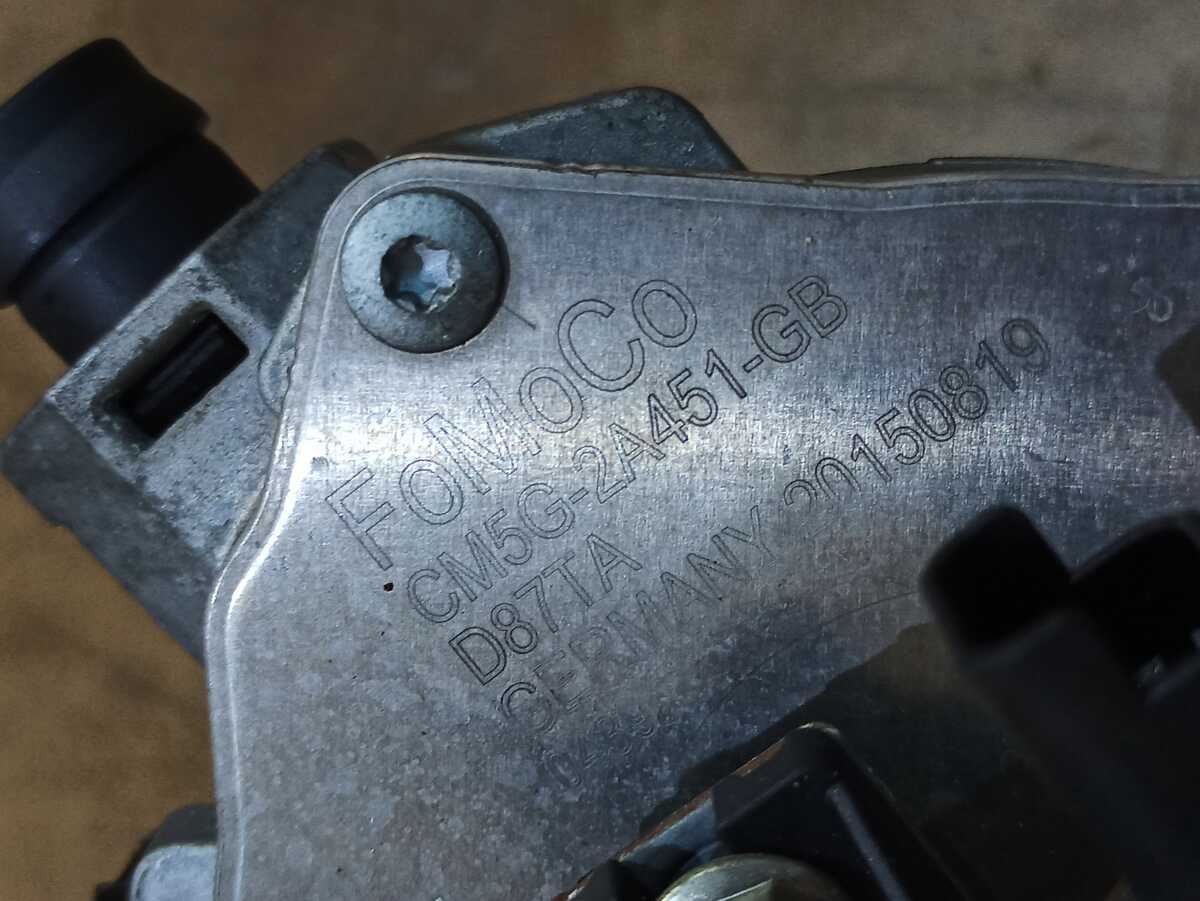 FoMoCo
CM5G-2A451-GB
D87TA
GERMANY 20150819